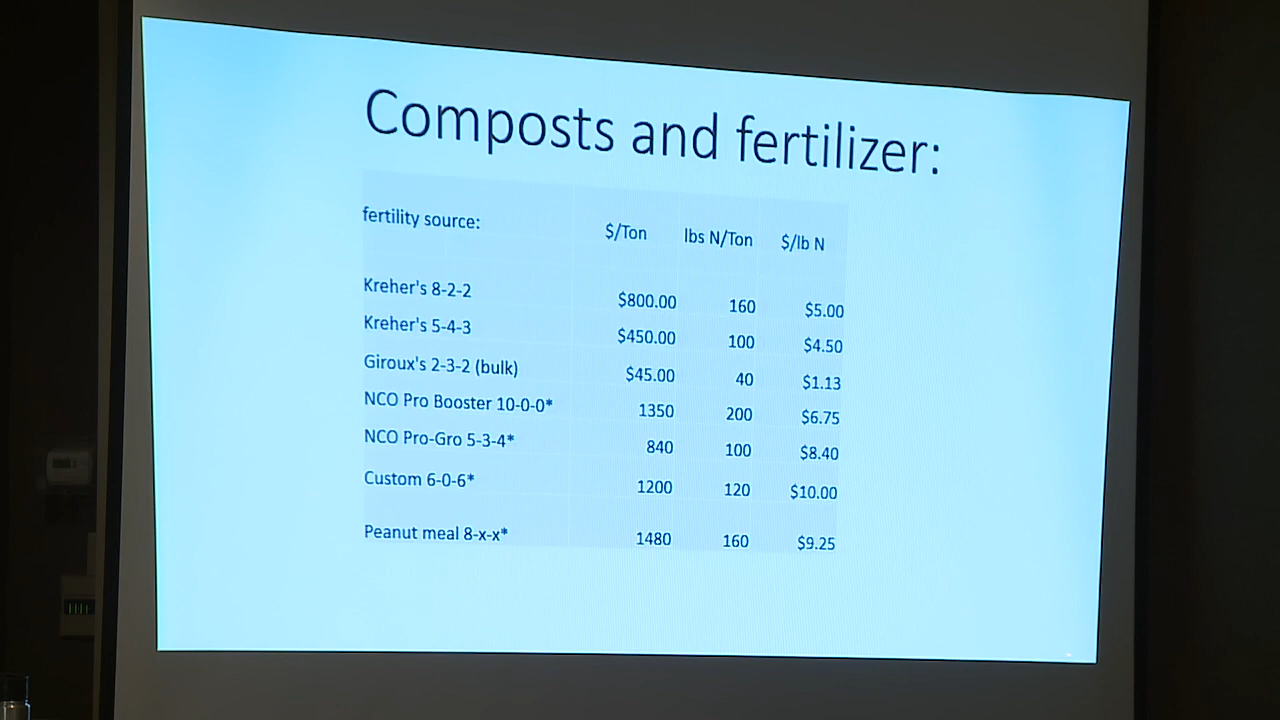 Composts and fertilizer:
fertility source: $/Ton lbs N/Ton $/lb N
Kreher's 8-2-2 $800.00 160 $5.00
Kreher's 5-4-3 $450.00 100 $4.50
Giroux's 2-3-2 (bulk) $45.00 40 $1.13
NCO Pro Booster 10-0-0* 1350 200 $6.75
NCO Pro-Gro 5-3-4* 840 100 $8.40
Custom 6-0-6* 1200 120 $10.00
Peanut meal 8-x-x* 1480 160 $9.25